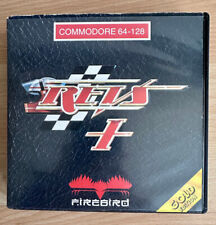 COMMODORE 64-128
REVS
+
FIREBIRD
GOLD
EDITION